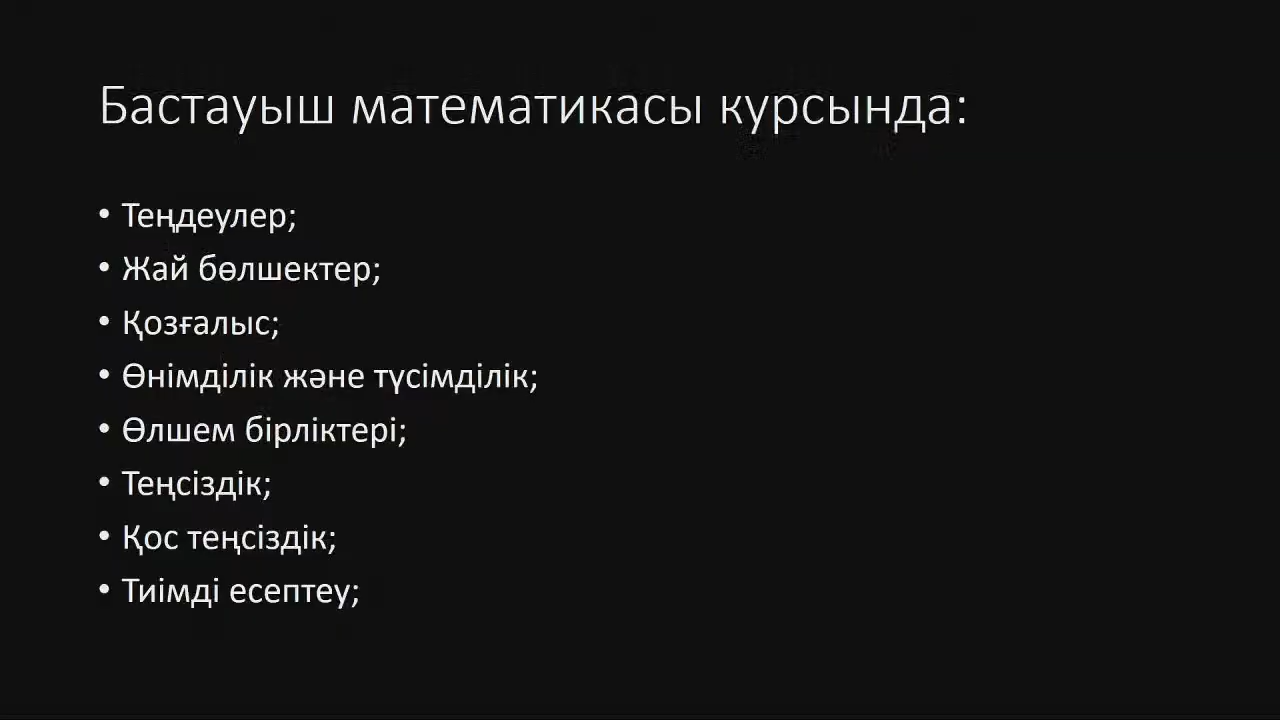 Бастауыш математикасы курсында:
• Теңдеулер;
• Жай бөлшектер;
• Қозғалыс;
• Өнімділік және түсімділік;
• Өлшем бірліктері;
• Теңсіздік;
• Қос теңсіздік;
• Тиімді есептеу;